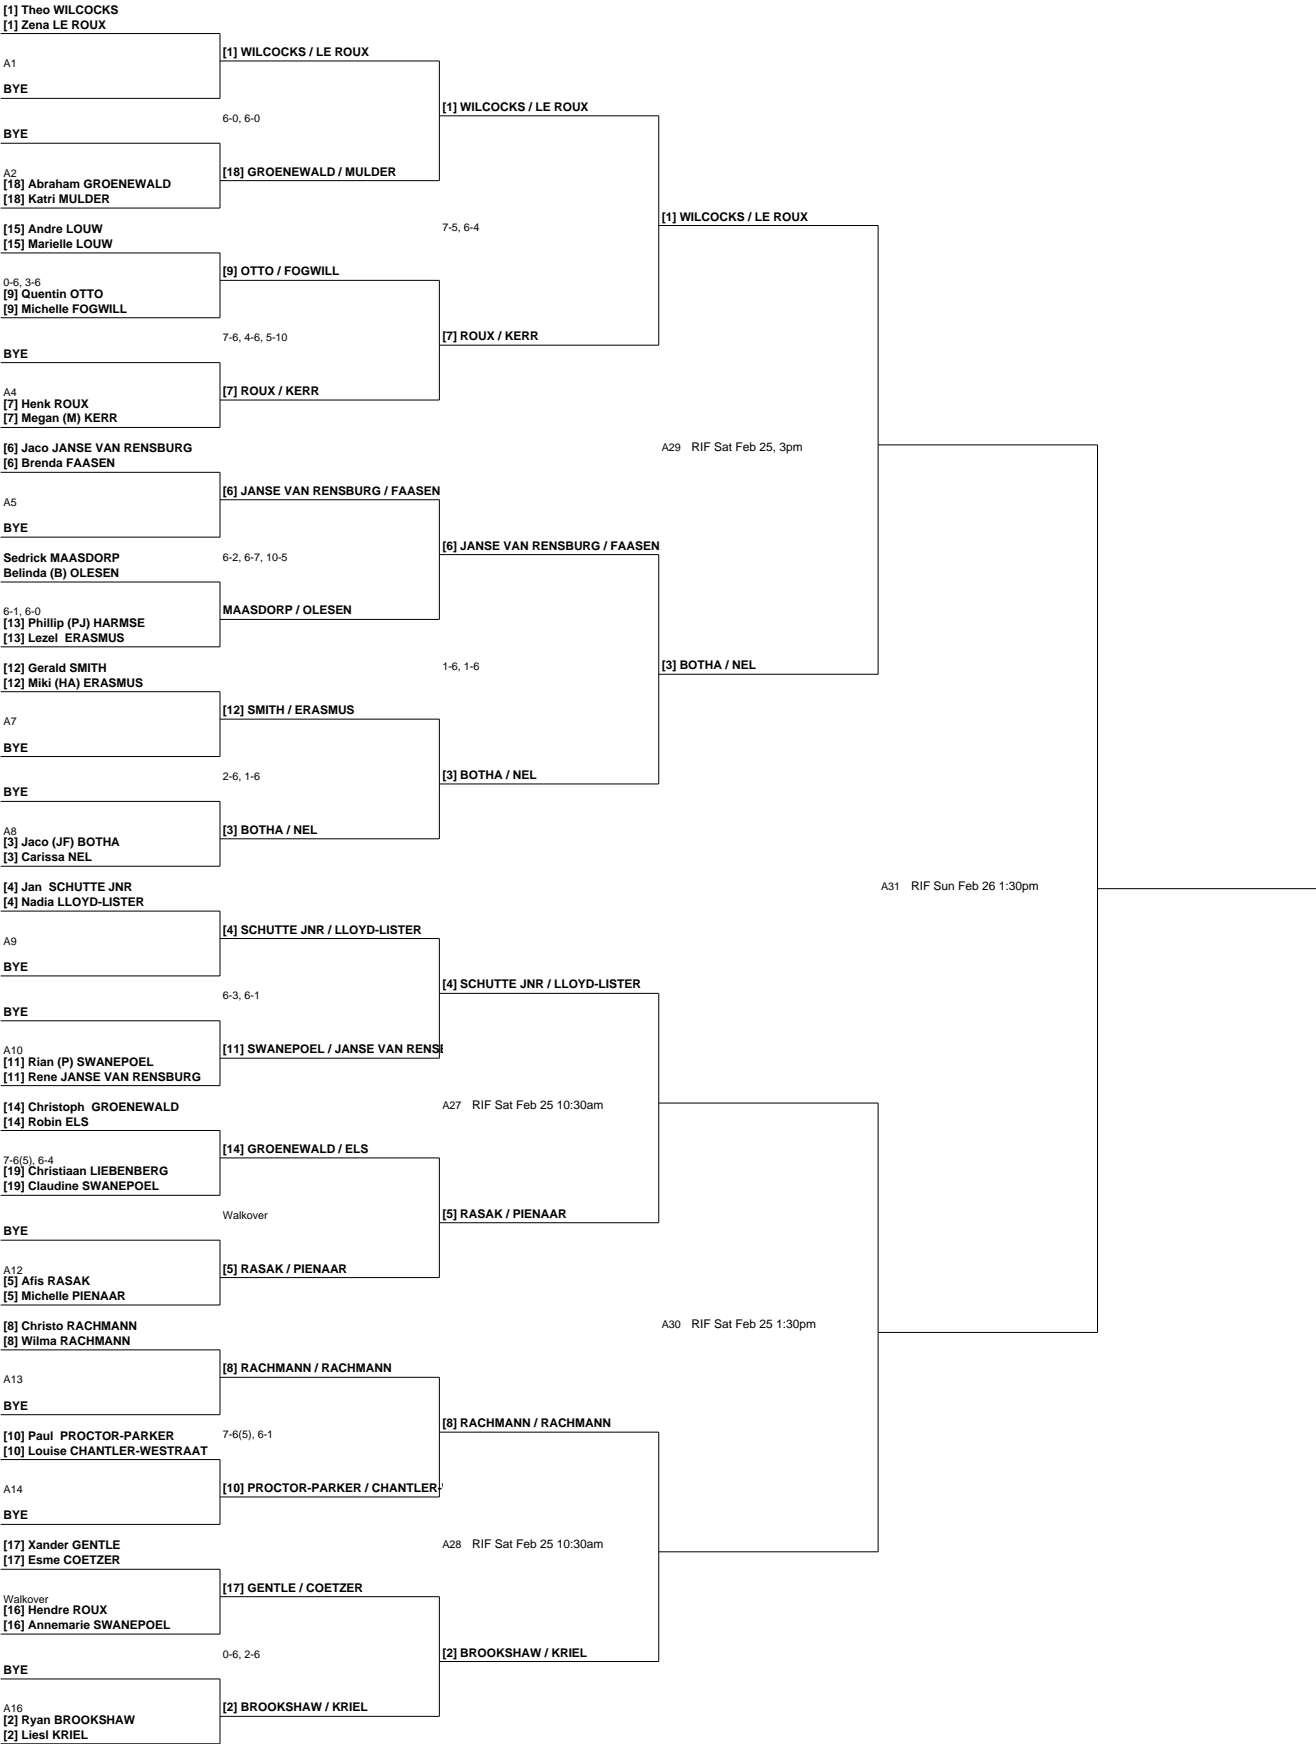 [1] Theo WILCOCKS
[1] Zena LE ROUX
[1] WILCOCKS / LE ROUX
A1
BYE
[1] WILCOCKS / LE ROUX
6-0, 6-0
BYE
[18] GROENEWALD / MULDER
A2
[18] Abraham GROENEWALD
[18] Katri MULDER
[1] WILCOCKS / LE ROUX
[15] Andre LOUW
[15] Marielle LOUW
7-5, 6-4
[9] OTTO / FOGWILL
0-6, 3-6
[9] Quentin OTTO
[9] Michelle FOGWILL
7-6, 4-6, 5-10
[7] ROUX / KERR
BYE
[7] ROUX / KERR
A4
[7] Henk ROUX
[7] Megan (M) KERR
[6] Jaco JANSE VAN RENSBURG
[6] Brenda FAASEN
A29 RIF Sat Feb 25, 3pm
[6] JANSE VAN RENSBURG / FAASEN
A5
BYE
[6] JANSE VAN RENSBURG / FAASEN
Sedrick MAASDORP
Belinda (B) OLESEN
6-2, 6-7, 10-5
MAASDORP / OLESEN
6-1, 6-0
[13] Phillip (PJ) HARMSE
[13] Lezel ERASMUS
[12] Gerald SMITH
[12] Miki (HA) ERASMUS
1-6, 1-6
[3] BOTHA / NEL
[12] SMITH / ERASMUS
A7
BYE
2-6, 1-6
[3] BOTHA / NEL
BYE
[3] BOTHA / NEL
A8
[3] Jaco (JF) BOTHA
[3] Carissa NEL
[4] Jan SCHUTTE JNR
[4] Nadia LLOYD-LISTER
A31 RIF Sun Feb 26 1:30pm
[4] SCHUTTE JNR / LLOYD-LISTER
A9
BYE
[4] SCHUTTE JNR / LLOYD-LISTER
6-3, 6-1
BYE
[11] SWANEPOEL / JANSE VAN
A10
[11] Rian (P) SWANEPOEL
[11] Rene JANSE VAN RENSBURG
[14] Christoph GROENEWALD
[14] Robin ELS
A27 RIF Sat Feb 25 10:30am
[14] GROENEWALD / ELS
7-6(5), 6-4
[19] Christiaan LIEBENBERG
[19] Claudine SWANEPOEL
Walkover
[5] RASAK / PIENAAR
BYE
[5] RASAK / PIENAAR
A12
[5] Afis RASAK
[5] Michelle PIENAAR
[8] Christo RACHMANN
[8] Wilma RACHMANN
A30 RIF Sat Feb 25 1:30pm
[8] RACHMANN / RACHMANN
A13
BYE
[8] RACHMANN / RACHMANN
[10] Paul PROCTOR-PARKER
[10] Louise CHANTLER-WESTRAAT
7-6(5), 6-1
[10] PROCTOR-PARKER / CHANTLER-
A14
BYE
[17] Xander GENTLE
[17] Esme COETZER
A28 RIF Sat Feb 25 10:30am
[17] GENTLE / COETZER
Walkover
[16] Hendre ROUX
[16] Annemarie SWANEPOEL
0-6, 2-6
[2] BROOKSHAW / KRIEL
BYE
[2] BROOKSHAW / KRIEL
A16
[2] Ryan BROOKSHAW
[2] Liesl KRIEL